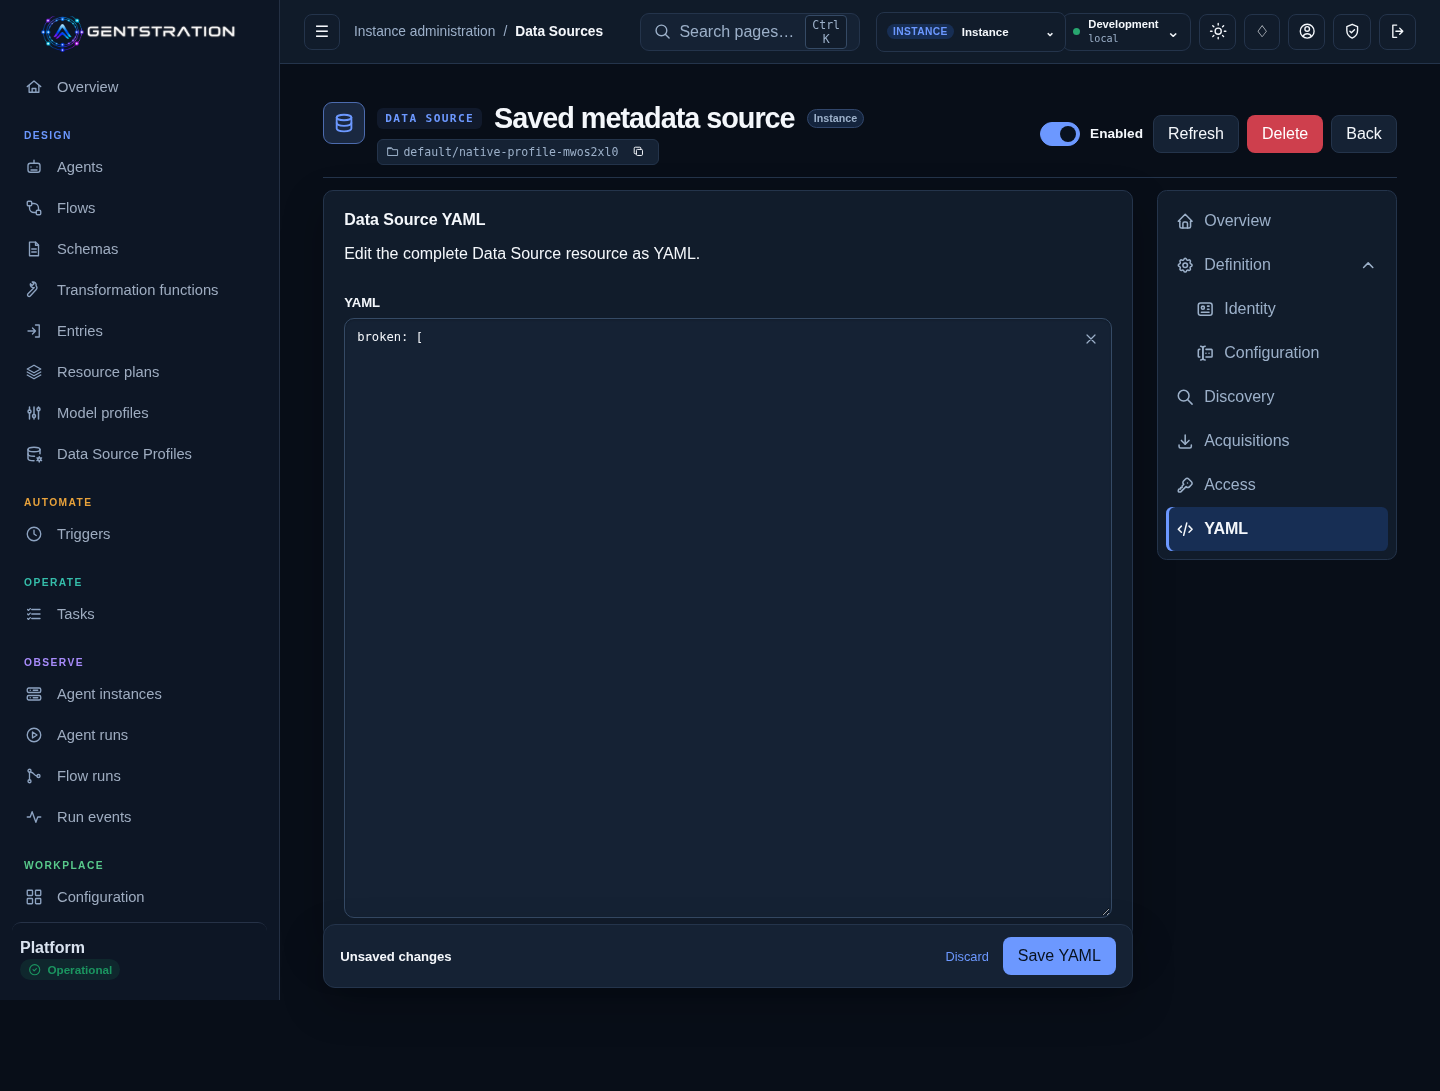 GENTSTRATION
Overview
DESIGN
Agents
Flows
Schemas
Transformation functions
Entries
Resource plans
Model profiles
Data Source Profiles
AUTOMATE
Triggers
OPERATE
Tasks
OBSERVE
Agent instances
Agent runs
Flow runs
Run events
WORKPLACE
Configuration
Platform
Operational
Instance administration / Data Sources
Search pages…
Ctrl
K
INSTANCE Instance
Development
local
DATA SOURCE Saved metadata source Instance
default/native-profile-mwos2xl0
Enabled Refresh Delete Back
Data Source YAML
Edit the complete Data Source resource as YAML.
YAML
broken: [
Unsaved changes
Discard Save YAML
Overview
Definition
Identity
Configuration
Discovery
Acquisitions
Access
YAML